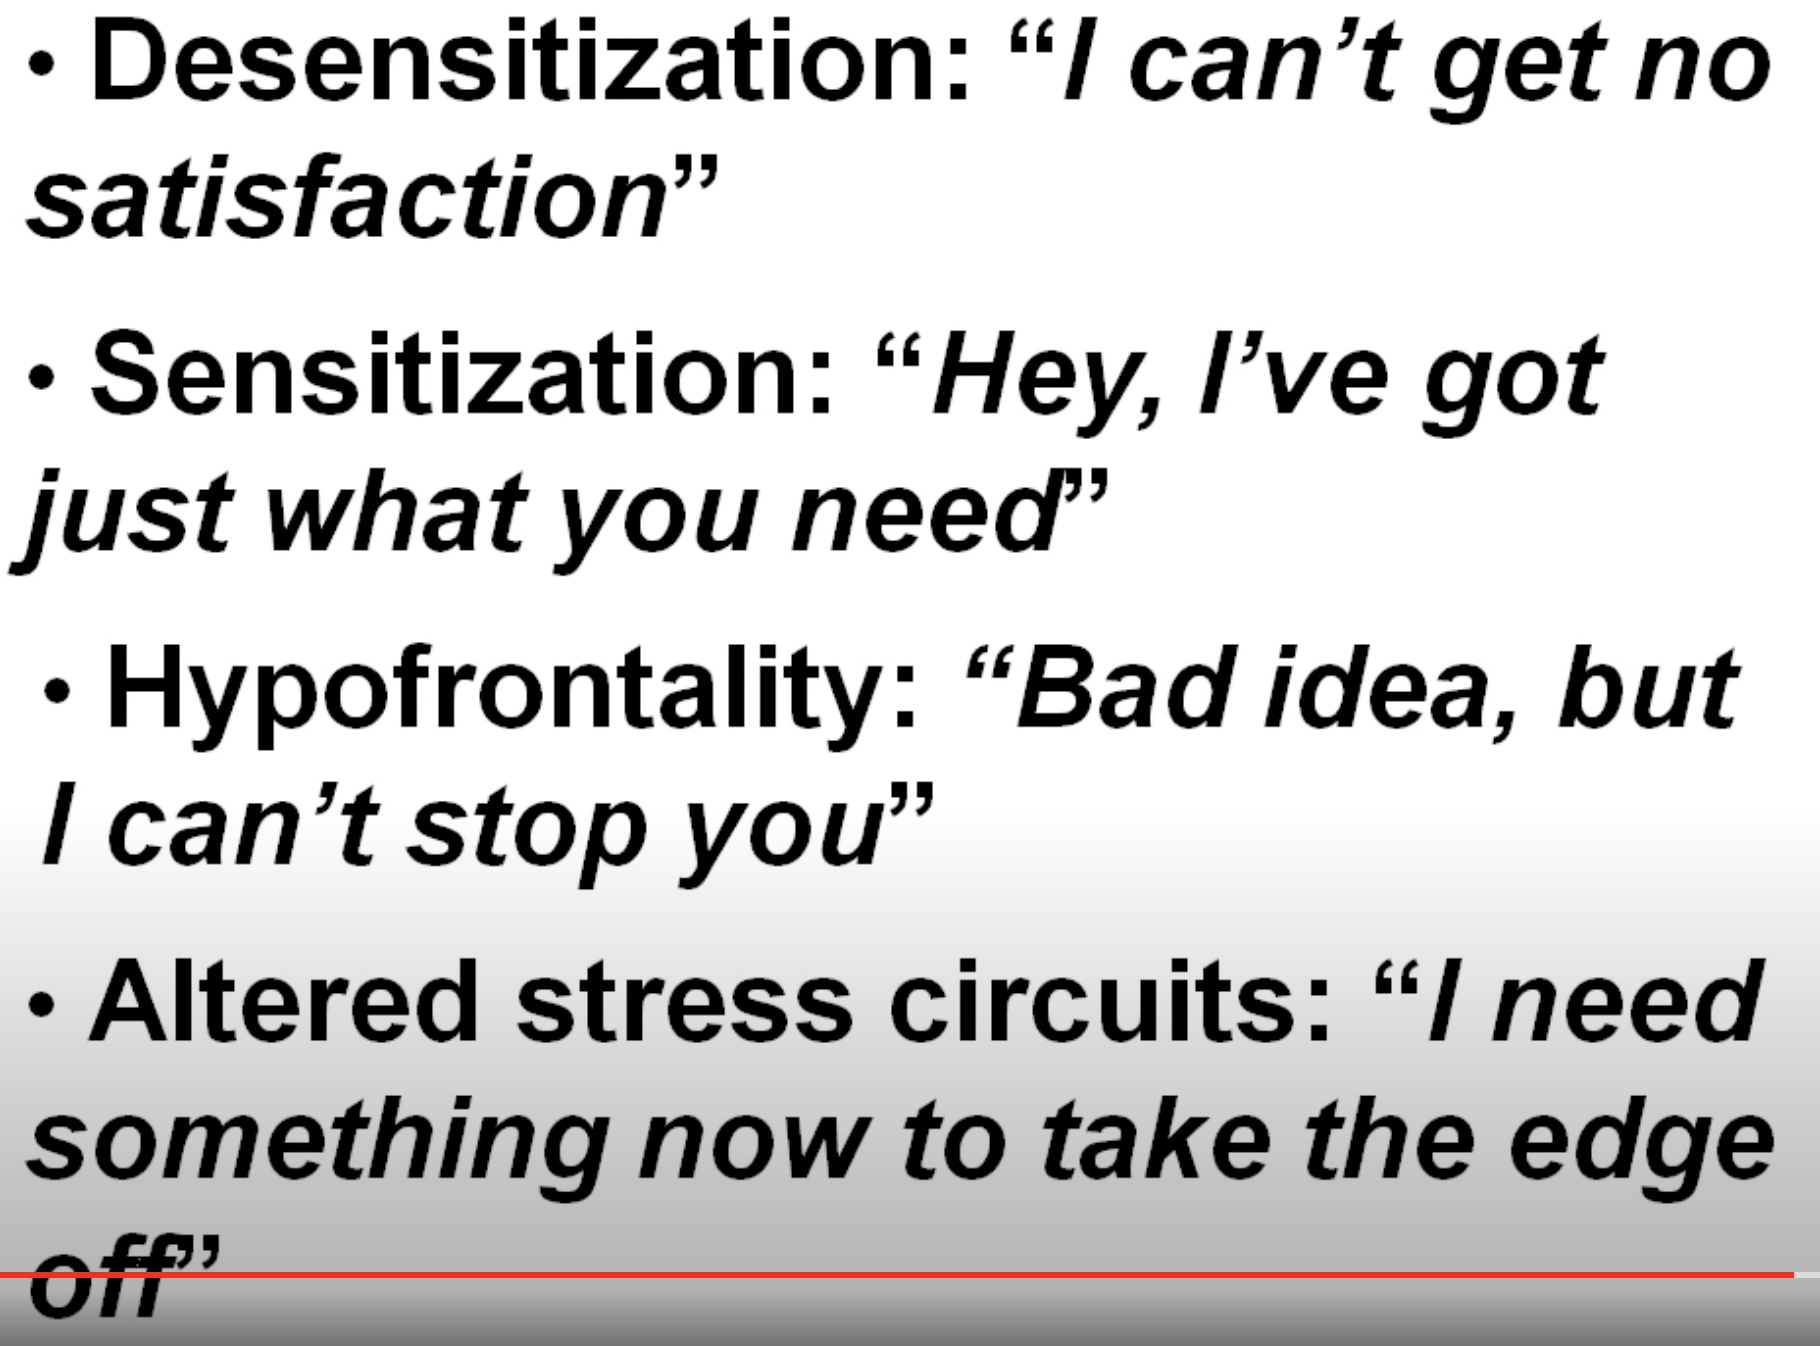 • Desensitization: “I can’t get no
satisfaction”
• Sensitization: “Hey, I’ve got
just what you need”
• Hypofrontality: “Bad idea, but
I can’t stop you”
• Altered stress circuits: “I need
something now to take the edge
off”